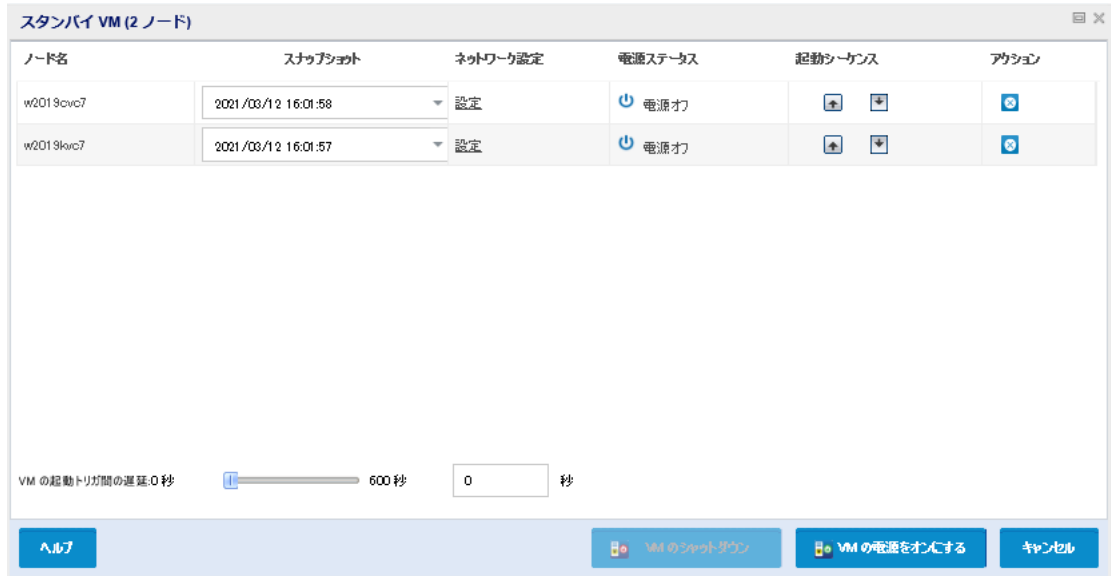 スタンバイ VM (2 ノード)
ノード名 スナップショット ネットワーク設定 電源ステータス 起動シーケンス アクション
w2019cvc7 2021/03/12 16:01:58 設定 電源オフ
w2019kvc7 2021/03/12 16:01:57 設定 電源オフ
VM の起動トリガ間の遅延:0 秒 600 秒 0 秒
ヘルプ VM のシャットダウン VM の電源をオンにする キャンセル